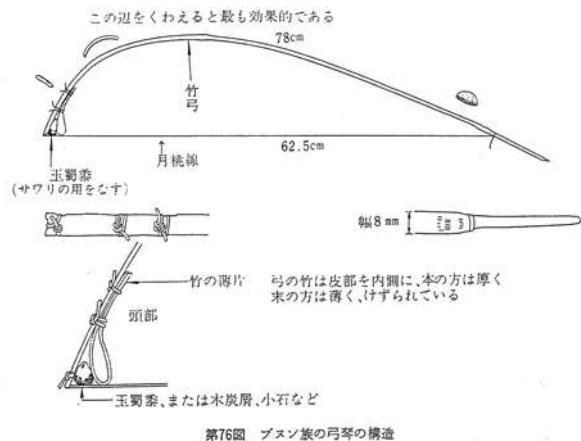 この辺をくわえると最も効果的である
78cm
竹弓
62.5cm
月桃線
玉蜀黍
(サワリの用をなす)
幅8mm
竹の薄片
弓の竹は皮部を内側に、本の方は厚く
末の方は薄く、けずられている
頭部
玉蜀黍、または木炭屑、小石など
第76図 ブヌン族の弓琴の構造